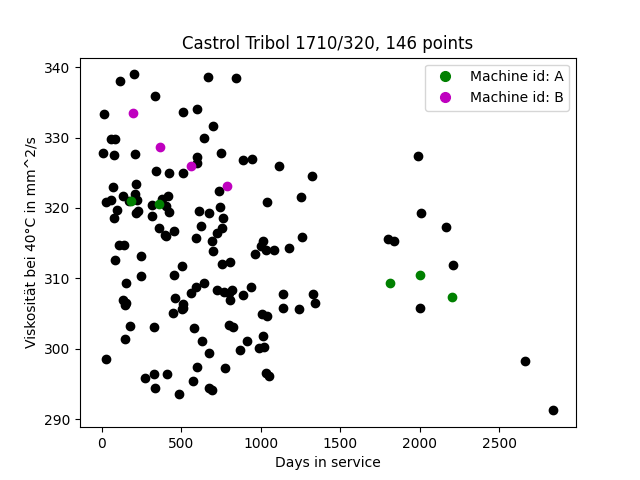 Castrol Tribol 1710/320, 146 points
Machine id: A
Machine id: B
Viskosität bei 40°C in mm^2/s
340
330
320
310
300
290
0 500 1000 1500 2000 2500
Days in service